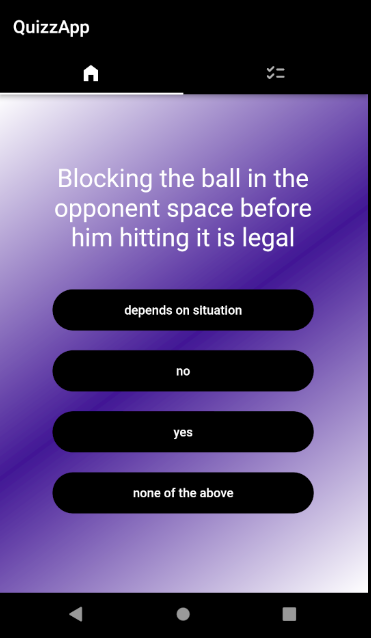 QuizzApp
Blocking the ball in the
opponent space before
him hitting it is legal
depends on situation
no
yes
none of the above